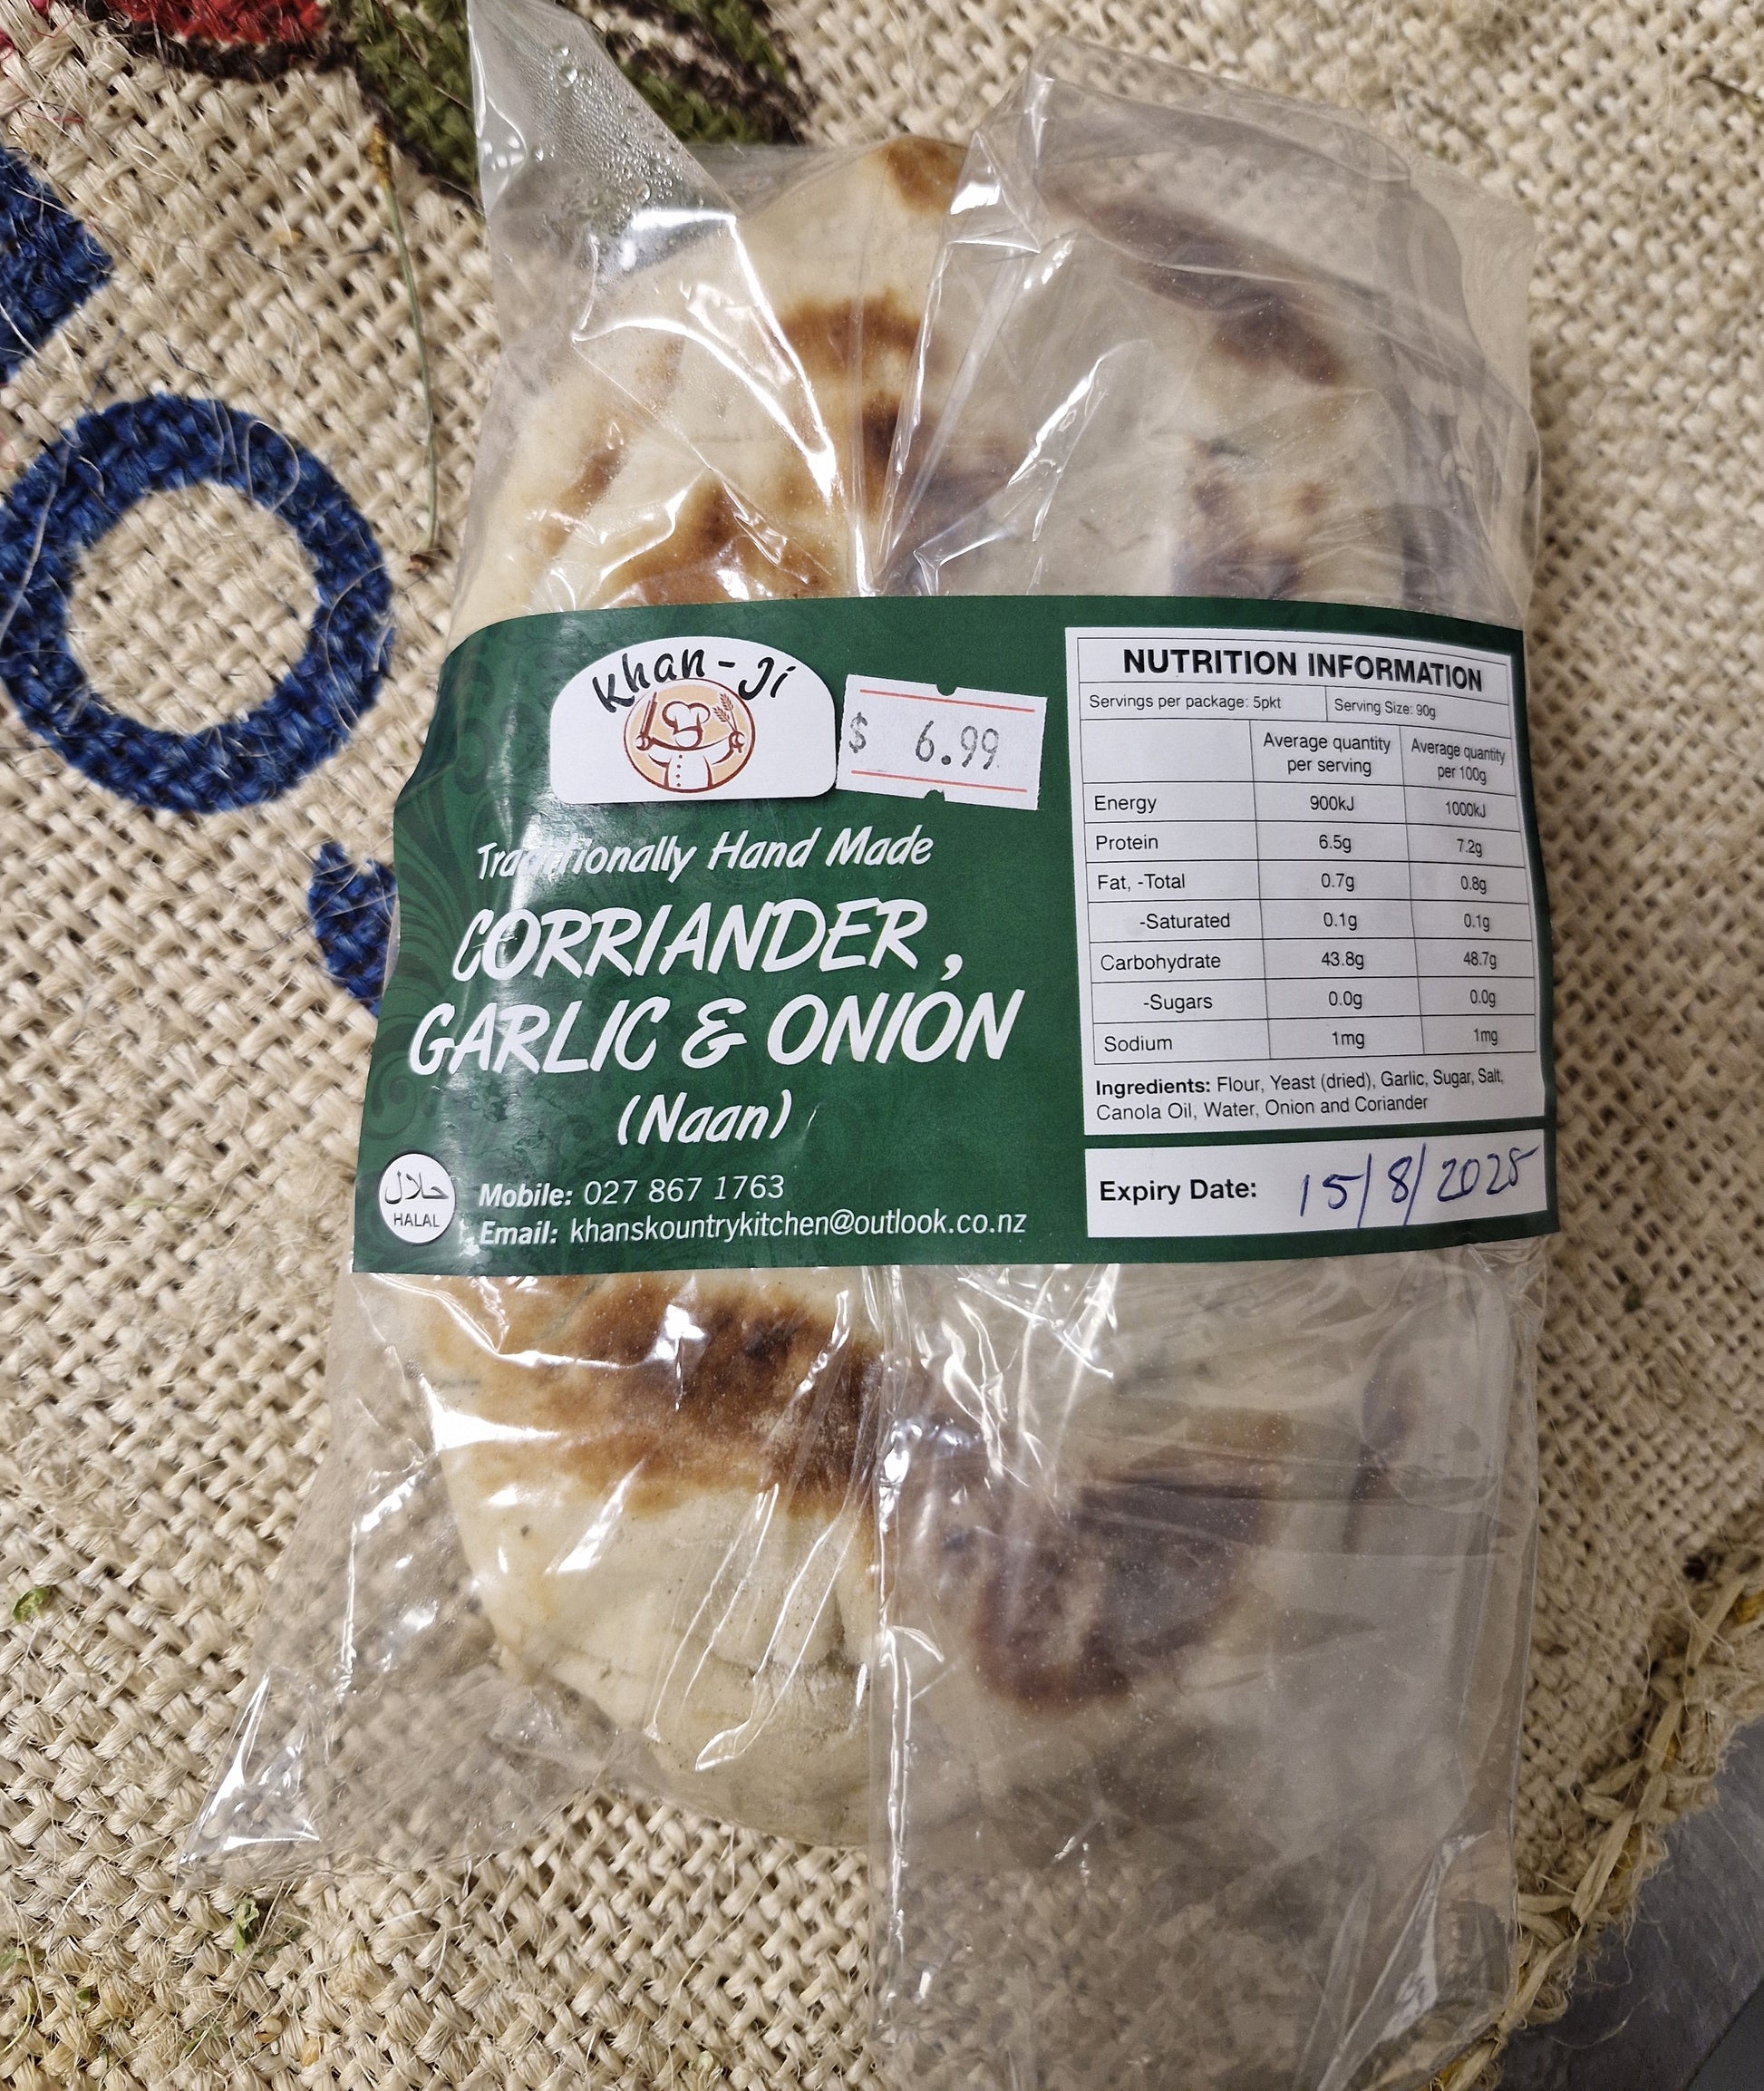 Khan-Ji
$ 6.99
Traditionally Hand Made
CORRIANDER,
GARLIC & ONION
(Naan)
حلال
HALAL
Mobile: 027 867 1763
Email: khanskountrykitchen@outlook.co.nz
NUTRITION INFORMATION
Servings per package: 5pkt Serving Size: 90g
Average quantity per serving Average quantity per 100g
Energy 900kJ 1000kJ
Protein 6.5g 7.2g
Fat, -Total 0.7g 0.8g
-Saturated 0.1g 0.1g
Carbohydrate 43.8g 48.7g
-Sugars 0.0g 0.0g
Sodium 1mg 1mg
Ingredients: Flour, Yeast (dried), Garlic, Sugar, Salt,
Canola Oil, Water, Onion and Coriander
Expiry Date: 15/8/2025